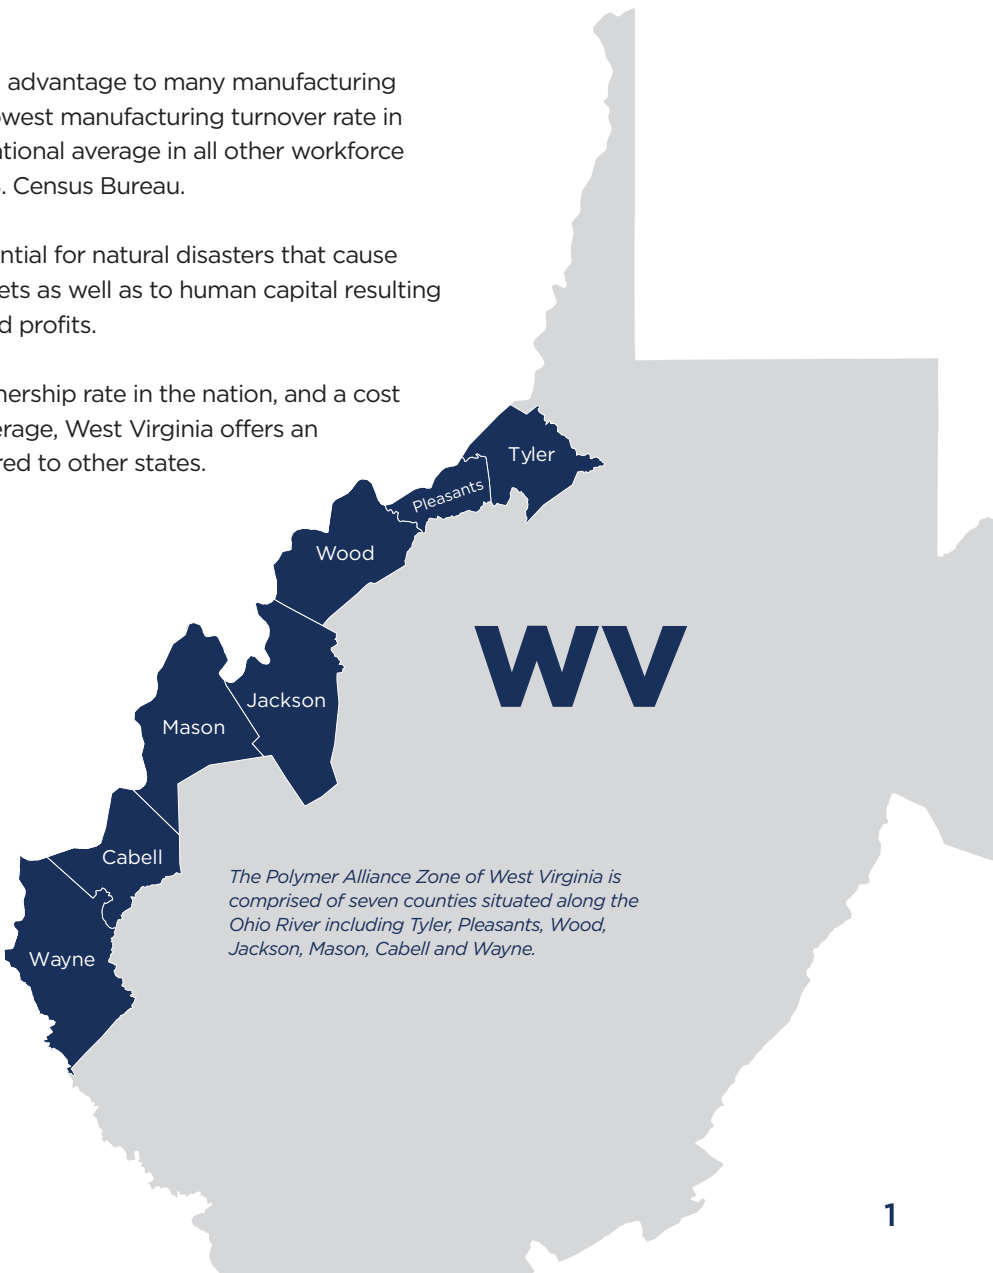 advantage to many manufacturing
west manufacturing turnover rate in
tional average in all other workforce
. Census Bureau.
ntial for natural disasters that cause
ets as well as to human capital resulting
d profits.
nership rate in the nation, and a cost
erage, West Virginia offers an
red to other states.
Tyler
Pleasants
Wood
WV
Jackson
Mason
Cabell
The Polymer Alliance Zone of West Virginia is
comprised of seven counties situated along the
Ohio River including Tyler, Pleasants, Wood,
Jackson, Mason, Cabell and Wayne.
Wayne
1